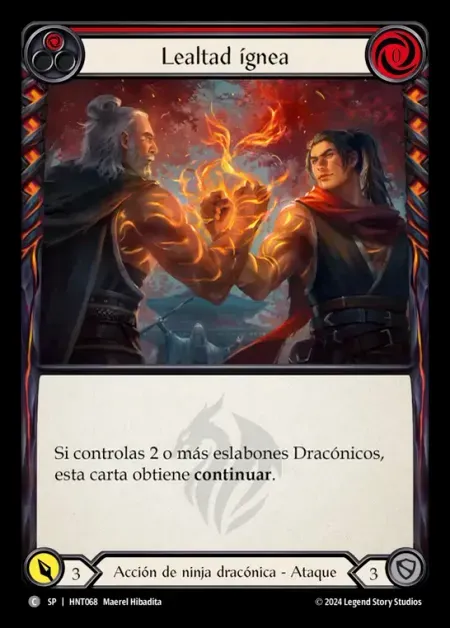 Lealtad ígnea
0
Si controlas 2 o más eslabones Dracónicos,
esta carta obtiene continuar.
3
Acción de ninja dracónica - Ataque
3
C SP | HNT068 Maerel Hibadita
© 2024 Legend Story Studios